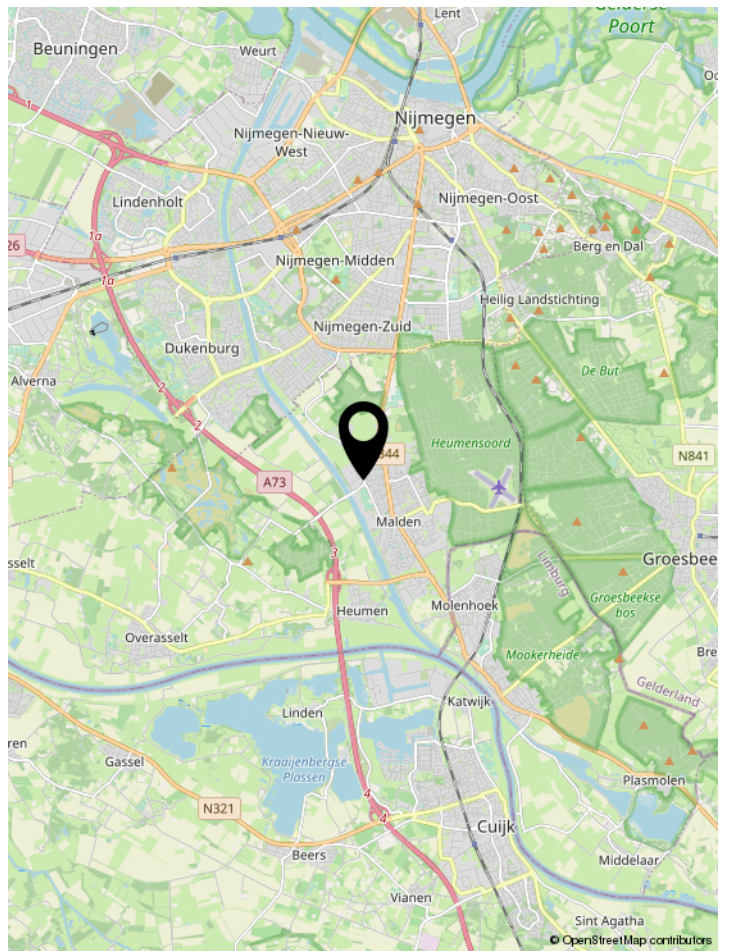 Lent
Gelderse
Poort
Beuningen
Weurt
1
Nijmegen
Nijmegen-Nieuw-
West
Lindenholt
Nijmegen-Oost
1a
26
Berg en Dal
Nijmegen-Midden
1a
Heilig Landstichting
Nijmegen-Zuid
Dukenburg
De But
Alverna
2
2
Heumensoord
844
N841
A73
Malden
3
sselt
Limburg
Groesbee
Heumen
Molenhoek
Groesbeekse
bos
Overasselt
Mookerheide
Bre
Gelderland
Katwijk
Linden
ren
Gassel
Kraaijenbergse
Plassen
Plasmolen
4
N321
4
Cuijk
Beers
Middelaar
Vianen
Sint Agatha
© OpenStreetMap contributors